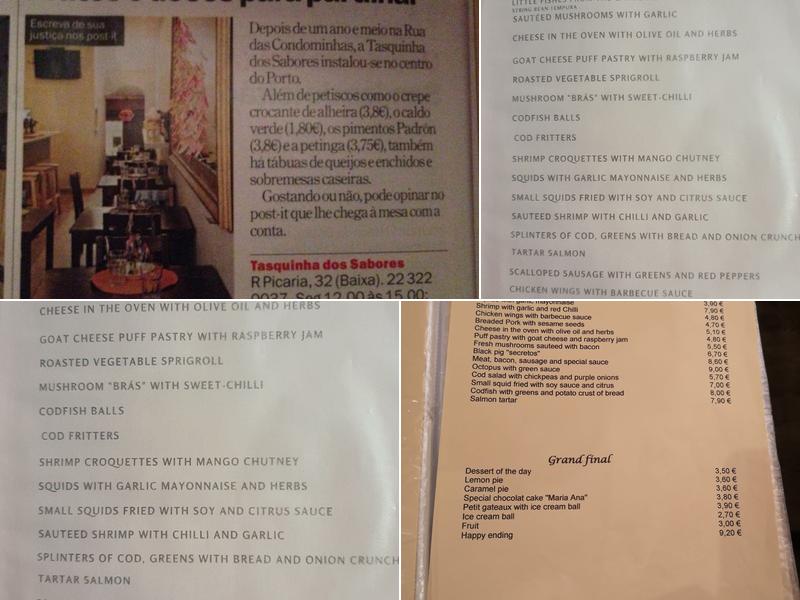 Escreva de sua
justiça nos post-it
Depois de um ano e meio na Rua
das Condominhas, a Tasquinha
dos Sabores instalou-se no centro
do Porto.
Além de petiscos como o crepe
crocante de alheira (3,8€), o caldo
verde (1,80€), os pimentos Padrón
(3,8€) e a petinga (3,75€), também
há tábuas de queijos e enchidos e
sobremesas caseiras.
Gostando ou não, pode opinar no
post-it que lhe chega à mesa com a
conta.
Tasquinha dos Sabores
R Picaria, 32 (Baixa). 22 322
STRING BEAN TEMPURA
SAUTÉED MUSHROOMS WITH GARLIC
CHEESE IN THE OVEN WITH OLIVE OIL AND HERBS
GOAT CHEESE PUFF PASTRY WITH RASPBERRY JAM
ROASTED VEGETABLE SPRIGROLL
MUSHROOM "BRÁS" WITH SWEET-CHILLI
CODFISH BALLS
COD FRITTERS
SHRIMP CROQUETTES WITH MANGO CHUTNEY
SQUIDS WITH GARLIC MAYONNAISE AND HERBS
SMALL SQUIDS FRIED WITH SOY AND CITRUS SAUCE
SAUTEED SHRIMP WITH CHILLI AND GARLIC
SPLINTERS OF COD, GREENS WITH BREAD AND ONION CRUNCH
TARTAR SALMON
SCALLOPED SAUSAGE WITH GREENS AND RED PEPPERS
CHICKEN WINGS WITH BARBECUE SAUCE
CHEESE IN THE OVEN WITH OLIVE OIL AND HERBS
GOAT CHEESE PUFF PASTRY WITH RASPBERRY JAM
ROASTED VEGETABLE SPRIGROLL
MUSHROOM "BRÁS" WITH SWEET-CHILLI
CODFISH BALLS
COD FRITTERS
SHRIMP CROQUETTES WITH MANGO CHUTNEY
SQUIDS WITH GARLIC MAYONNAISE AND HERBS
SMALL SQUIDS FRIED WITH SOY AND CITRUS SAUCE
SAUTEED SHRIMP WITH CHILLI AND GARLIC
SPLINTERS OF COD, GREENS WITH BREAD AND ONION CRUNCH
TARTAR SALMON
3,90 €
Shrimp with garlic and red Chilli 7,90 €
Chicken wings with barbecue sauce 4,80 €
Breaded Pork with sesame seeds 4,70 €
Cheese in the oven with olive oil and herbs 5,10 €
Puff pastry with goat cheese and raspberry jam 4,80 €
Fresh mushrooms sauteed with bacon 5,50 €
Black pig "secretos" 6,70 €
Meat, bacon, sausage and special sauce 8,60 €
Octopus with green sauce 9,00 €
Cod salad with chickpeas and purple onions 5,70 €
Small squid fried with soy sauce and citrus 7,00 €
Codfish with greens and potato crust of bread 8,00 €
Salmon tartar 7,90 €
Grand final
Dessert of the day 3,50 €
Lemon pie 3,60 €
Caramel pie 3,60 €
Special chocolat cake "Maria Ana" 3,80 €
Petit gateaux with ice cream ball 3,90 €
Ice cream ball 2,70 €
Fruit 3,00 €
Happy ending 9,20 €